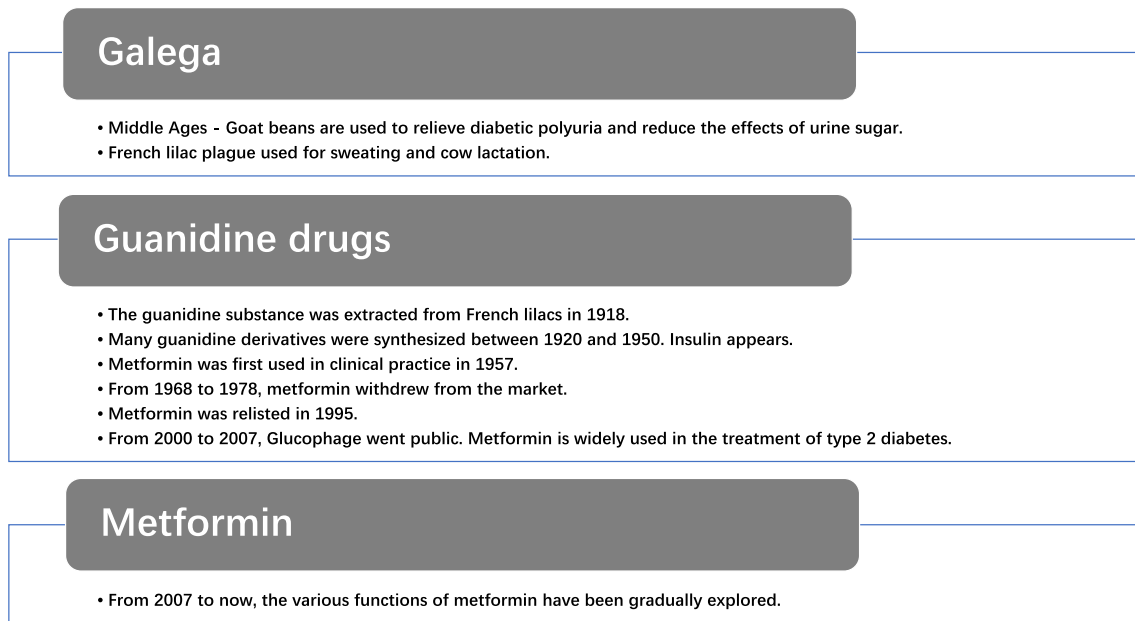 Galega
• Middle Ages - Goat beans are used to relieve diabetic polyuria and reduce the effects of urine sugar.
• French lilac plague used for sweating and cow lactation.
Guanidine drugs
• The guanidine substance was extracted from French lilacs in 1918.
• Many guanidine derivatives were synthesized between 1920 and 1950. Insulin appears.
• Metformin was first used in clinical practice in 1957.
• From 1968 to 1978, metformin withdrew from the market.
• Metformin was relisted in 1995.
• From 2000 to 2007, Glucophage went public. Metformin is widely used in the treatment of type 2 diabetes.
Metformin
• From 2007 to now, the various functions of metformin have been gradually explored.